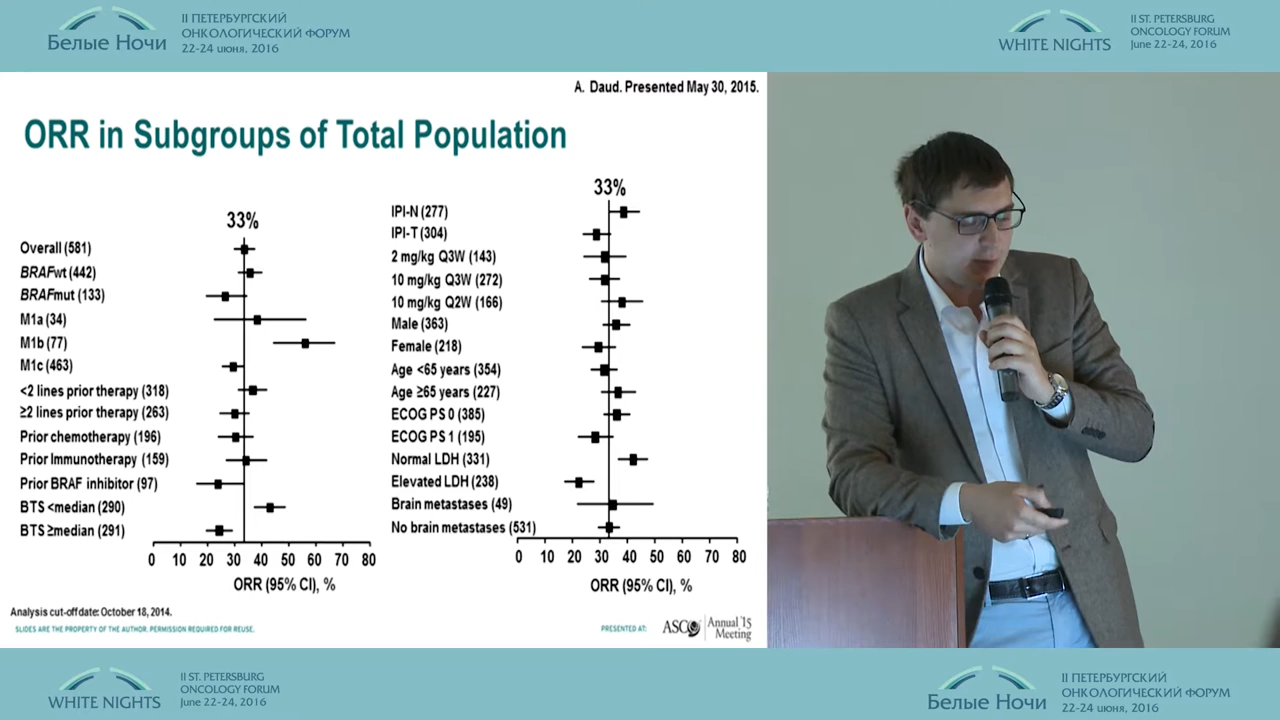 II ПЕТЕРБУРГСКИЙ
ОНКОЛОГИЧЕСКИЙ ФОРУМ
22-24 июня, 2016
Белые Ночи
II ST. PETERSBURG
ONCOLOGY FORUM
June 22-24, 2016
WHITE NIGHTS
A. Daud. Presented May 30, 2015.
ORR in Subgroups of Total Population
33%
Overall (581)
BRAFwt (442)
BRAFmut (133)
M1a (34)
M1b (77)
M1c (463)
<2 lines prior therapy (318)
≥2 lines prior therapy (263)
Prior chemotherapy (196)
Prior Immunotherapy (159)
Prior BRAF inhibitor (97)
BTS <median (290)
BTS ≥median (291)
0 10 20 30 40 50 60 70 80
ORR (95% CI), %
33%
IPI-N (277)
IPI-T (304)
2 mg/kg Q3W (143)
10 mg/kg Q3W (272)
10 mg/kg Q2W (166)
Male (363)
Female (218)
Age <65 years (354)
Age ≥65 years (227)
ECOG PS 0 (385)
ECOG PS 1 (195)
Normal LDH (331)
Elevated LDH (238)
Brain metastases (49)
No brain metastases (531)
0 10 20 30 40 50 60 70 80
ORR (95% CI), %
Analysis cut-off date: October 18, 2014.
SLIDES ARE THE PROPERTY OF THE AUTHOR. PERMISSION REQUIRED FOR REUSE.
PRESENTED AT:
ASCO Annual '15
Meeting
WHITE NIGHTS
II ST. PETERSBURG
ONCOLOGY FORUM
June 22-24, 2016
Белые Ночи
II ПЕТЕРБУРГСКИЙ
ОНКОЛОГИЧЕСКИЙ ФОРУМ
22-24 июня, 2016